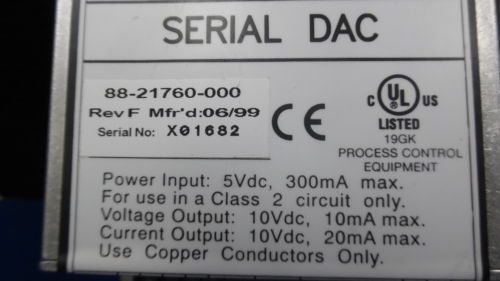 SERIAL DAC
88-21760-000
Rev F Mfr'd:06/99
Serial No: X01682
CE
C UL US
LISTED
19GK
PROCESS CONTROL
EQUIPMENT
Power Input: 5Vdc, 300mA max.
For use in a Class 2 circuit only.
Voltage Output: 10Vdc, 10mA max.
Current Output: 10Vdc, 20mA max.
Use Copper Conductors Only.